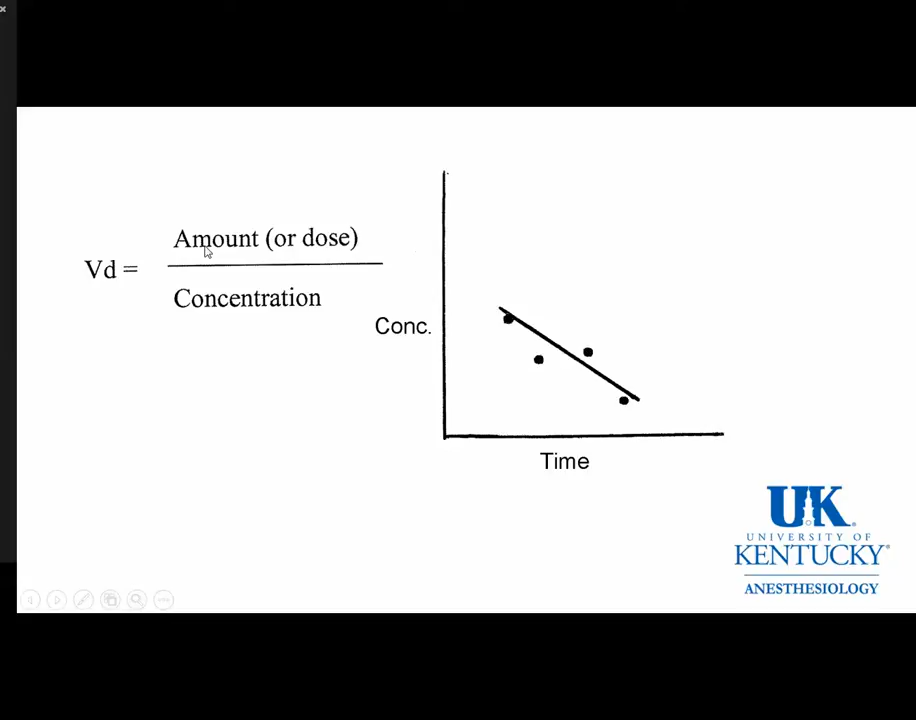 Vd =
Amount (or dose)
Concentration
Conc.
Time
UK
UNIVERSITY OF
KENTUCKY®
ANESTHESIOLOGY